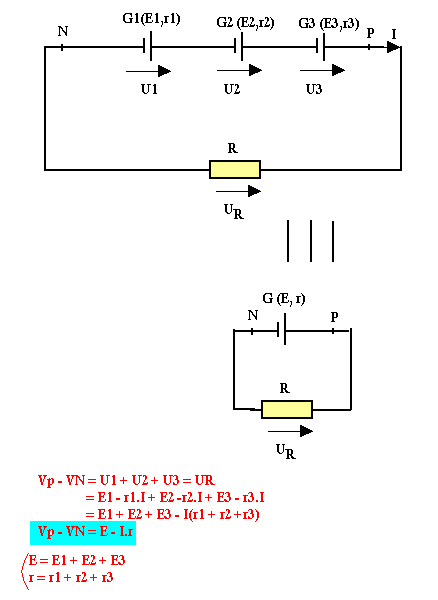 G1(E1,r1) G2 (E2,r2) G3 (E3,r3)
N P I
U1 U2 U3
R
UR
G (E, r)
N P
R
UR
Vp - VN = U1 + U2 + U3 = UR
= E1 - r1.I + E2 -r2.I + E3 - r3.I
= E1 + E2 + E3 - I(r1 + r2 +r3)
Vp - VN = E - I.r
E = E1 + E2 + E3
r = r1 + r2 + r3